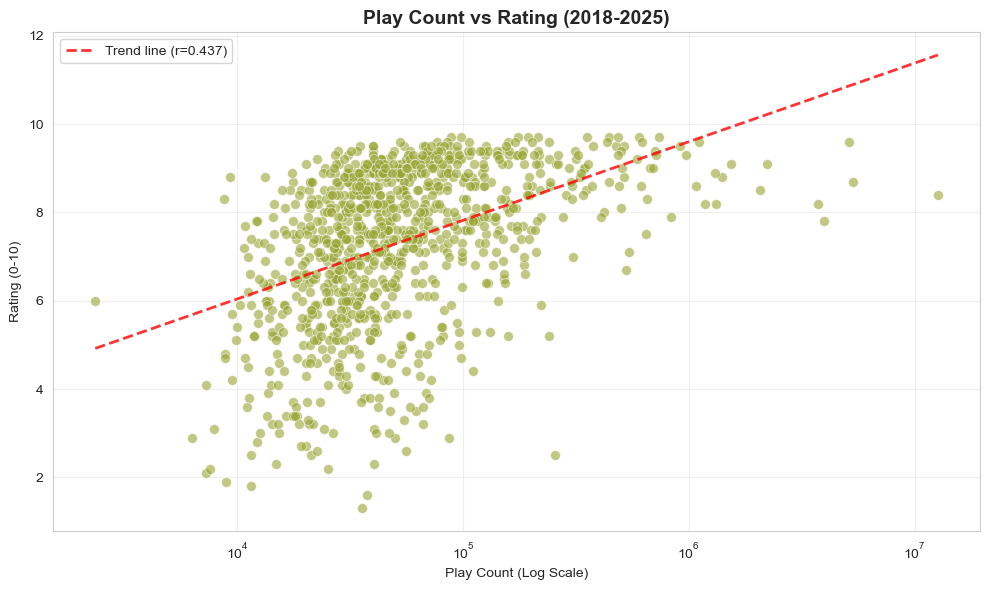 Play Count vs Rating (2018-2025)
Trend line (r=0.437)
Rating (0-10)
12
10
8
6
4
2
10^4
10^5
10^6
10^7
Play Count (Log Scale)